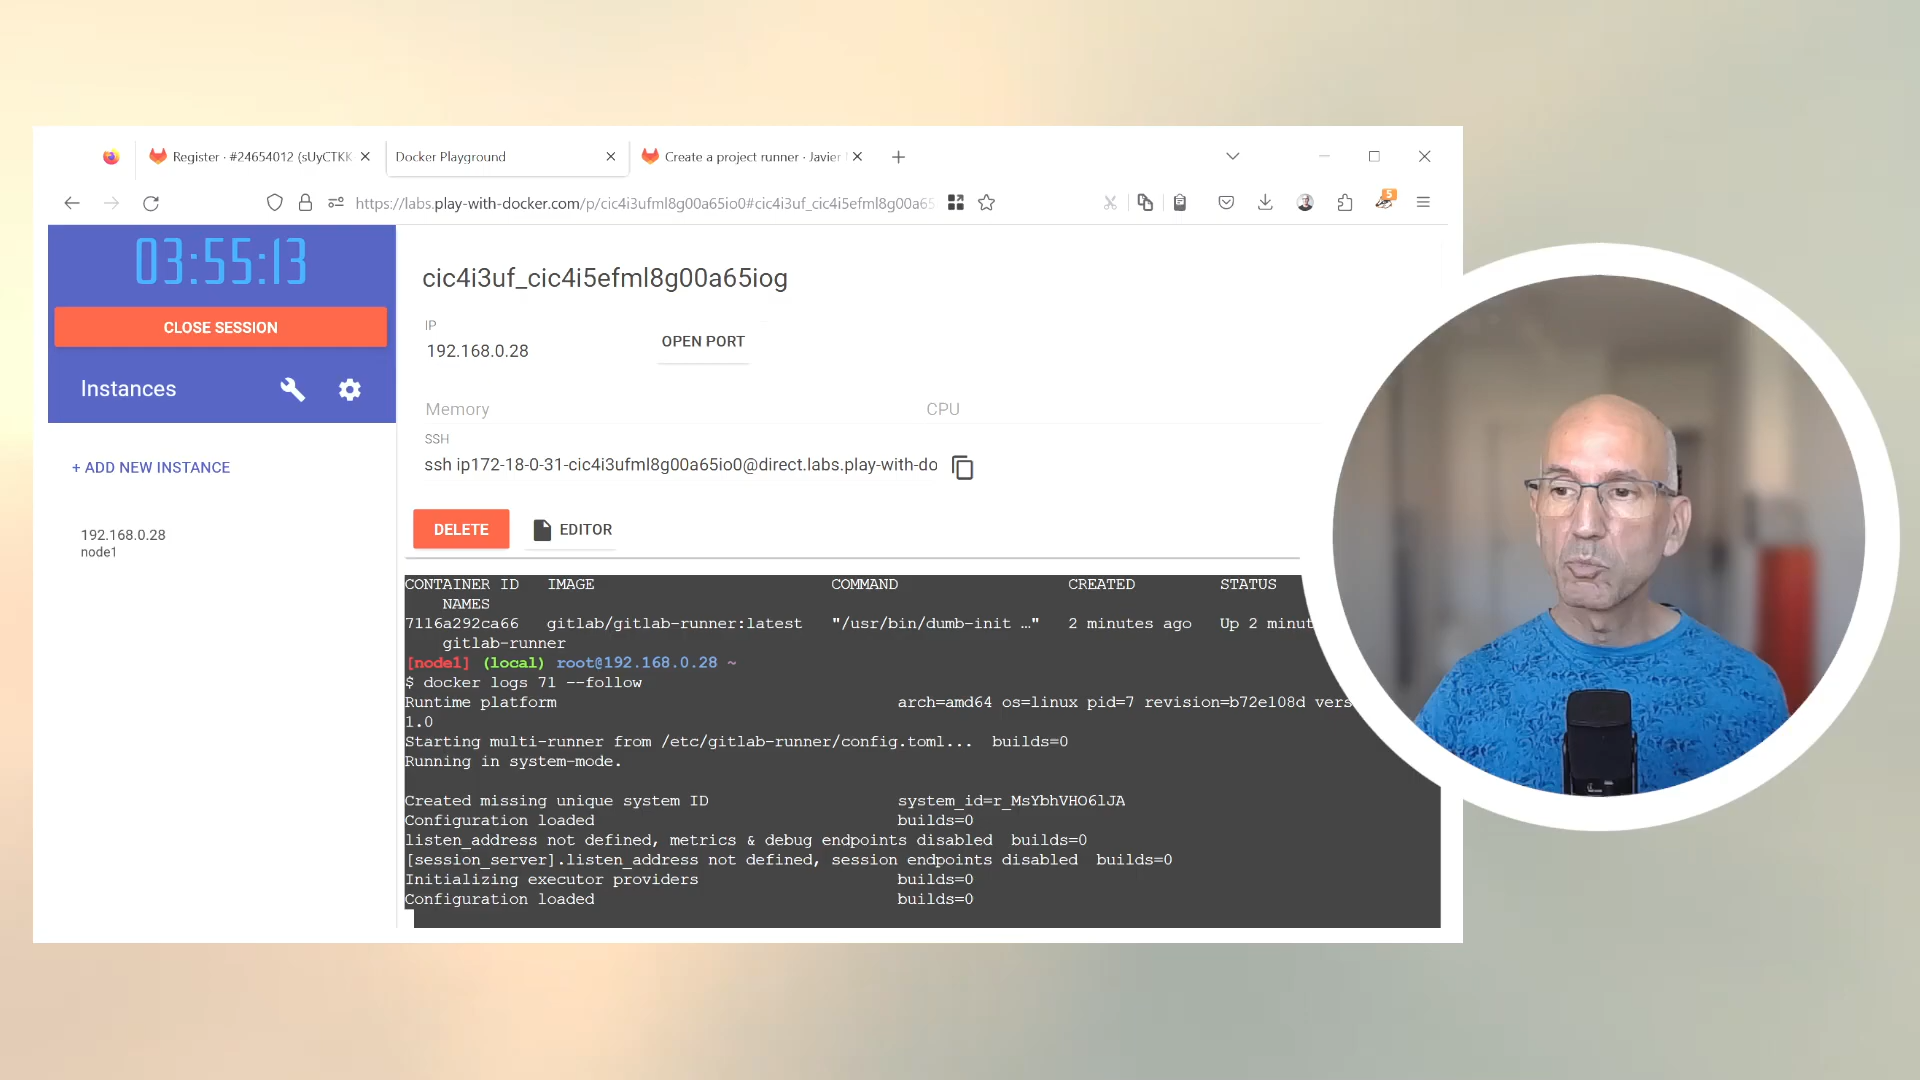 Register · #24654012 (sUyCTKK
Docker Playground
Create a project runner · Javier
https://labs.play-with-docker.com/p/cic4i3ufml8g00a65io0#cic4i3uf_cic4i5efml8g00a65
5
03:55:13
CLOSE SESSION
Instances
+ ADD NEW INSTANCE
192.168.0.28
node1
cic4i3uf_cic4i5efml8g00a65iog
IP
192.168.0.28
OPEN PORT
Memory
CPU
SSH
ssh ip172-18-0-31-cic4i3ufml8g00a65io0@direct.labs.play-with-do
DELETE
EDITOR
CONTAINER ID IMAGE COMMAND CREATED STATUS
NAMES
7116a292ca66 gitlab/gitlab-runner:latest "/usr/bin/dumb-init …" 2 minutes ago Up 2 minut
gitlab-runner
[node1] (local) root@192.168.0.28 ~
$ docker logs 71 --follow
Runtime platform arch=amd64 os=linux pid=7 revision=b72e108d vers
1.0
Starting multi-runner from /etc/gitlab-runner/config.toml... builds=0
Running in system-mode.
Created missing unique system ID system_id=r_MsYbhVHO6lJA
Configuration loaded builds=0
listen_address not defined, metrics & debug endpoints disabled builds=0
[session_server].listen_address not defined, session endpoints disabled builds=0
Initializing executor providers builds=0
Configuration loaded builds=0